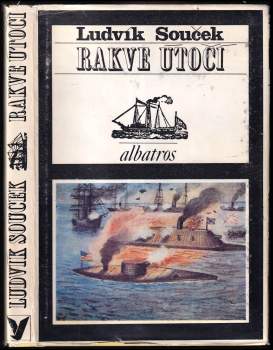 Ludvík Souček
RAKVE ÚTOČÍ
albatros
LUDVÍK SOUČEK
RAKVE ÚTOČÍ